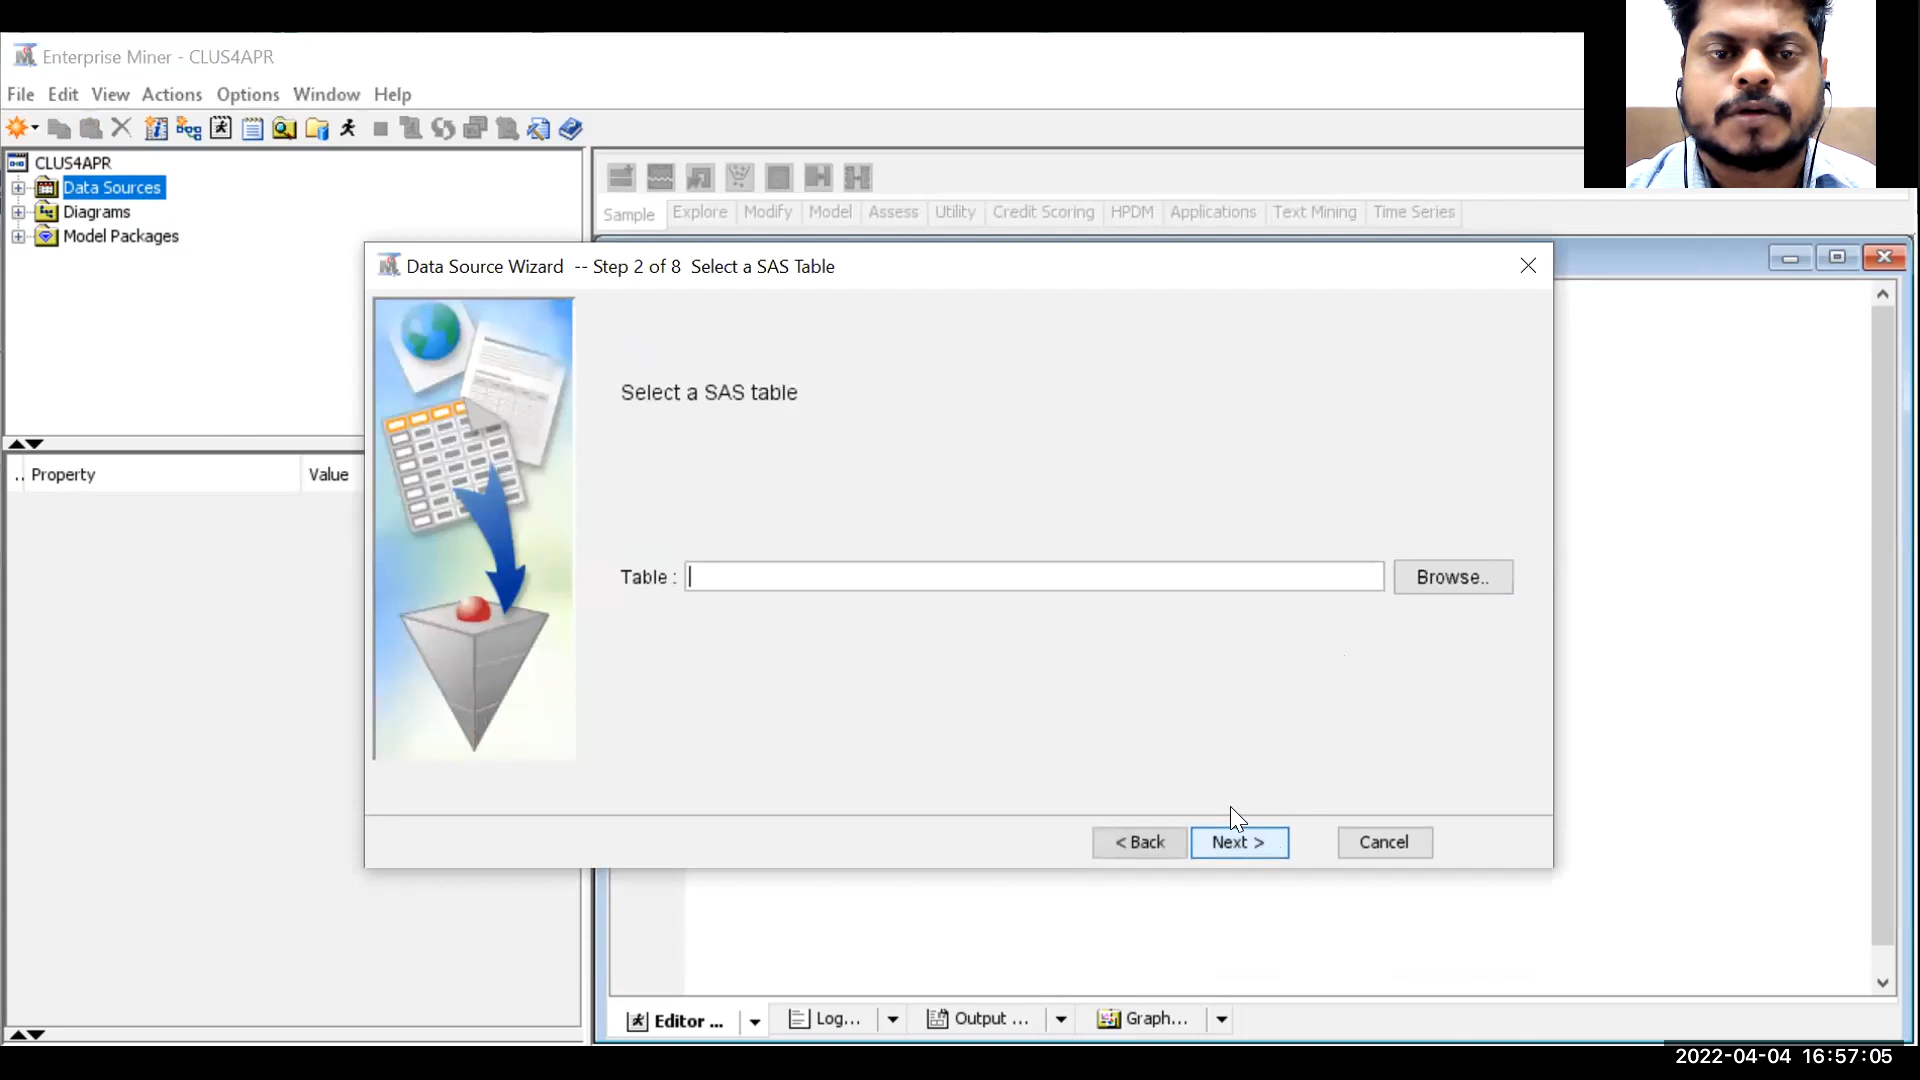 Enterprise Miner - CLUS4APR
File Edit View Actions Options Window Help
CLUS4APR
Data Sources
Diagrams
Model Packages
Sample Explore Modify Model Assess Utility Credit Scoring HPDM Applications Text Mining Time Series
Data Source Wizard -- Step 2 of 8 Select a SAS Table
Select a SAS table
.. Property Value
Table : Browse..
< Back Next > Cancel
Editor ... Log... Output ... Graph...
2022-04-04 16:57:05